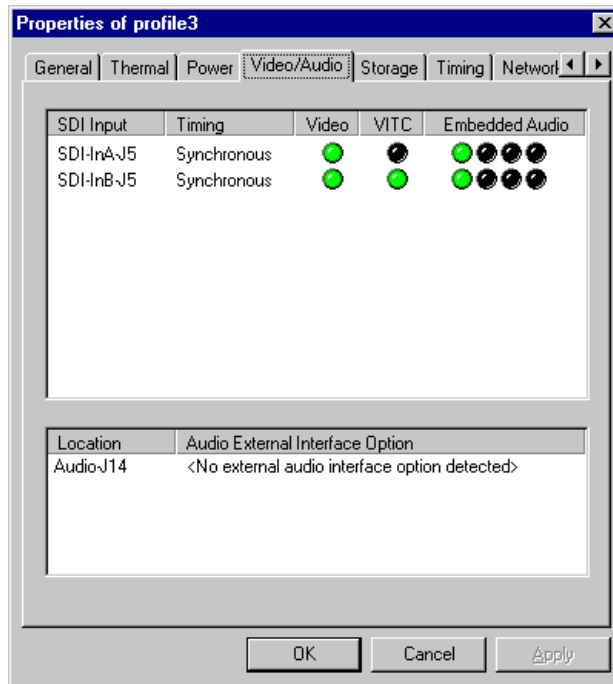 Properties of profile3
General Thermal Power Video/Audio Storage Timing Network
SDI Input Timing Video VITC Embedded Audio
SDI-InA-J5 Synchronous
SDI-InB-J5 Synchronous
Location Audio External Interface Option
Audio-J14 <No external audio interface option detected>
OK Cancel Apply